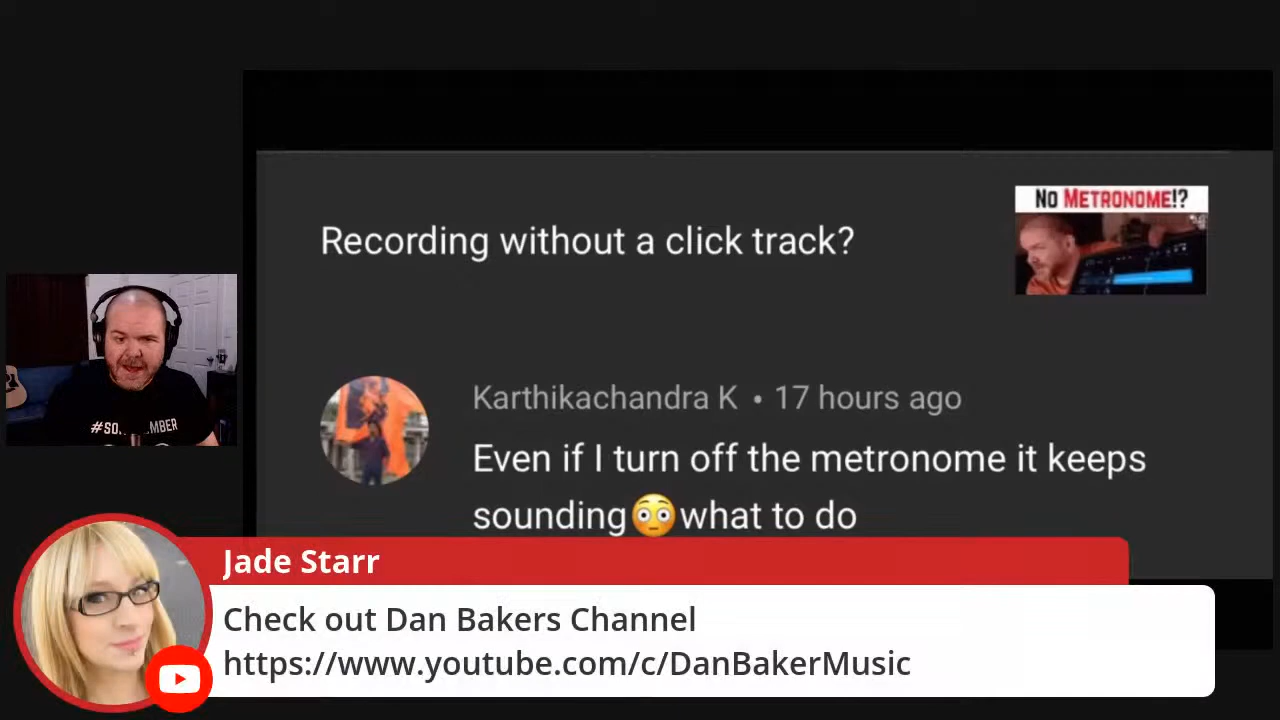 No METRONOME!?
Recording without a click track?
Karthikachandra K • 17 hours ago
Even if I turn off the metronome it keeps
sounding😳what to do
Jade Starr
Check out Dan Bakers Channel
https://www.youtube.com/c/DanBakerMusic